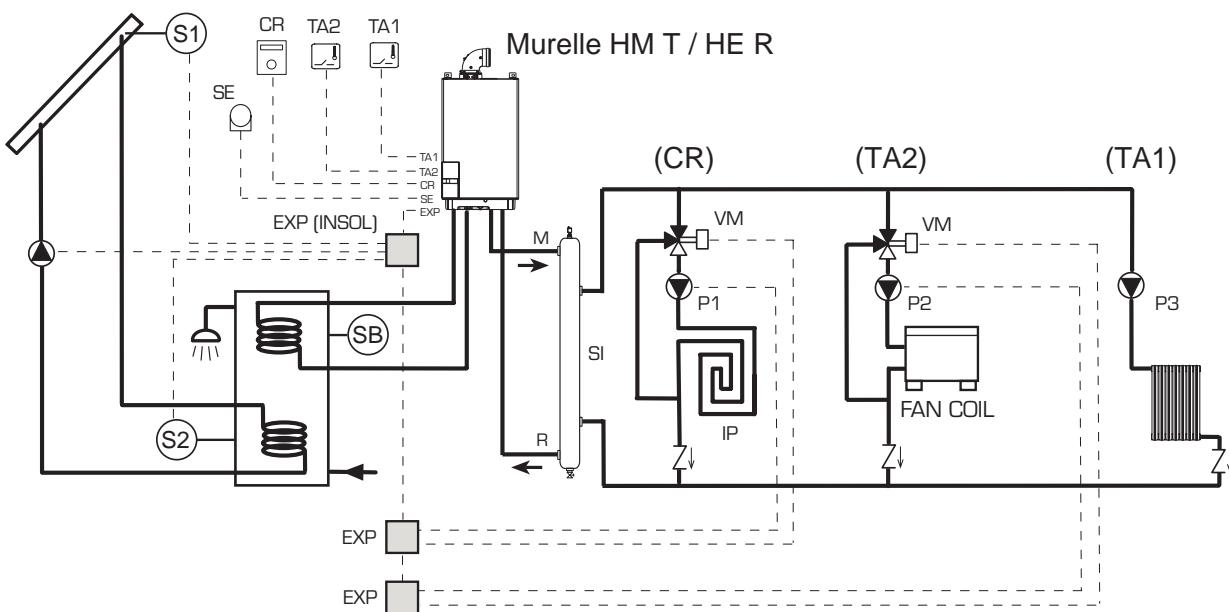 S1
CR
TA2
TA1
Murelle HM T / HE R
SE
TA1
TA2
CR
SE
EXP
(CR)
(TA2)
(TA1)
EXP (INSOL)
M
VM
VM
P1
P2
P3
SB
SI
FAN COIL
IP
S2
R
EXP
EXP